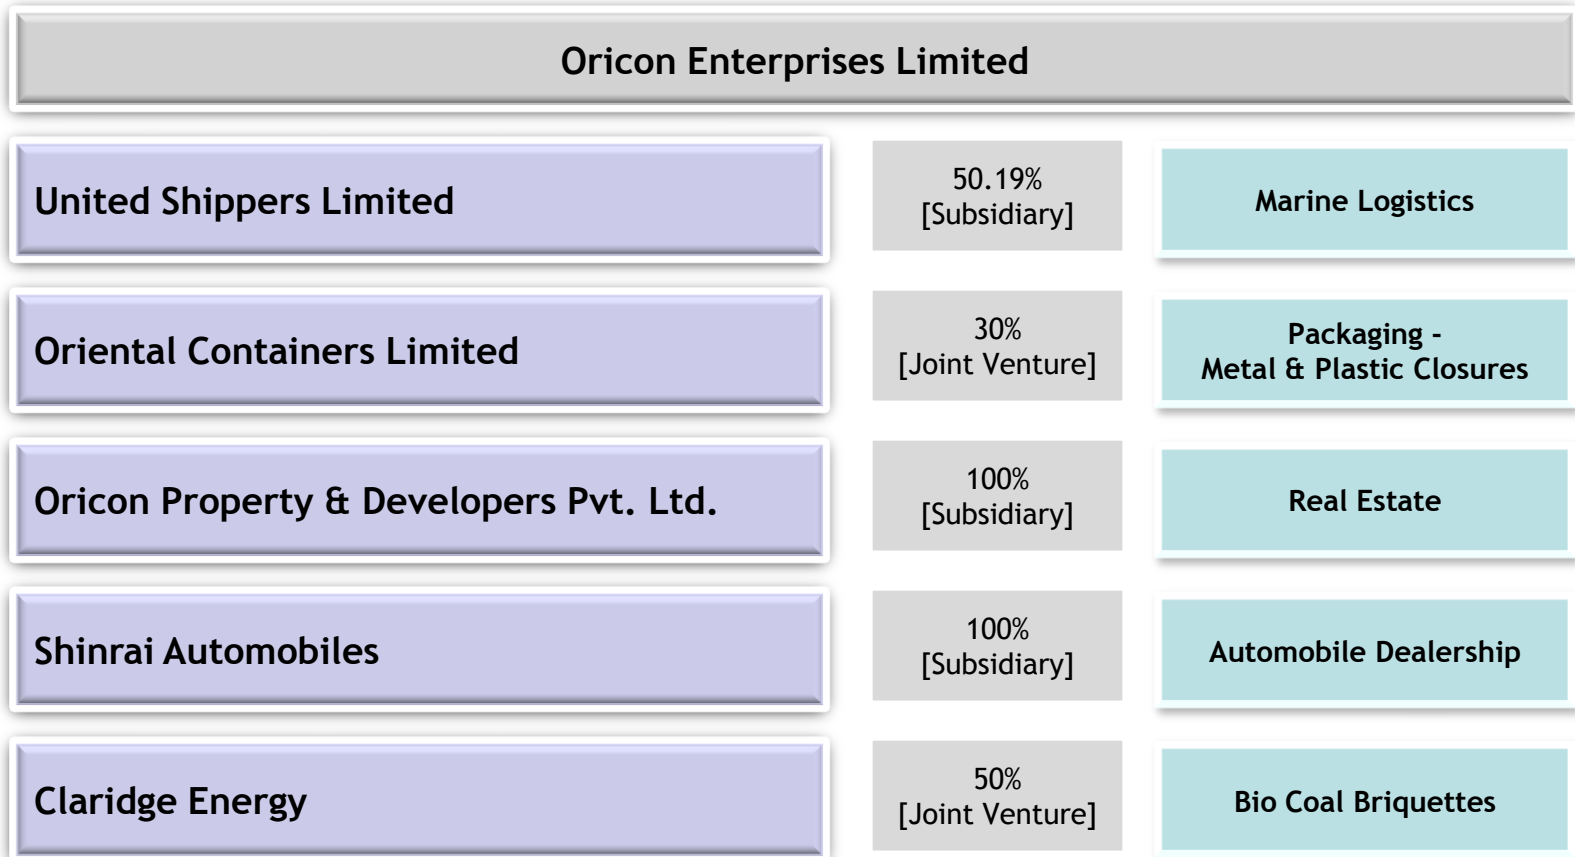 Oricon Enterprises Limited
United Shippers Limited
50.19%
[Subsidiary]
Marine Logistics
Oriental Containers Limited
30%
[Joint Venture]
Packaging -
Metal & Plastic Closures
Oricon Property & Developers Pvt. Ltd.
100%
[Subsidiary]
Real Estate
Shinrai Automobiles
100%
[Subsidiary]
Automobile Dealership
Claridge Energy
50%
[Joint Venture]
Bio Coal Briquettes